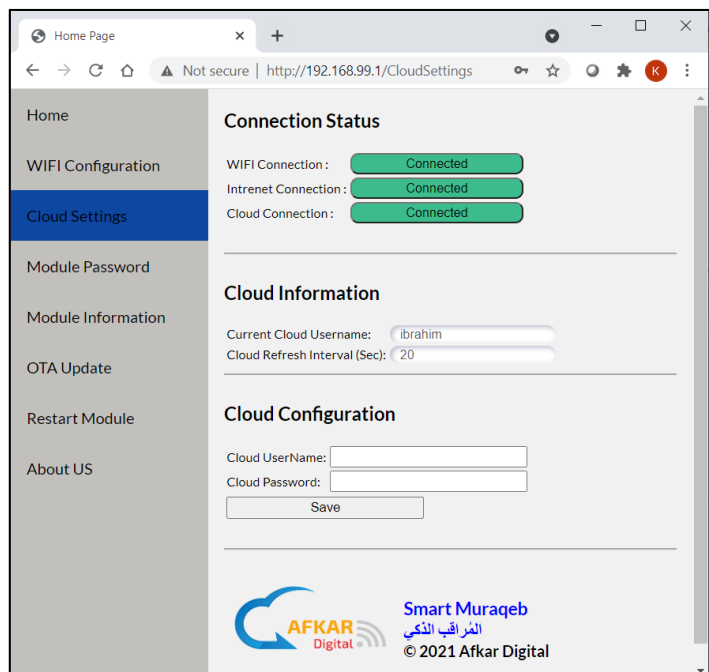 Home Page
Not secure | http://192.168.99.1/CloudSettings
K
Home
WIFI Configuration
Cloud Settings
Module Password
Module Information
OTA Update
Restart Module
About US
Connection Status
WIFI Connection : Connected
Intrenet Connection : Connected
Cloud Connection : Connected
Cloud Information
Current Cloud Username: ibrahim
Cloud Refresh Interval (Sec): 20
Cloud Configuration
Cloud UserName:
Cloud Password:
Save
AFKAR
Digital
Smart Muraqeb
المُراقب الذكي
© 2021 Afkar Digital